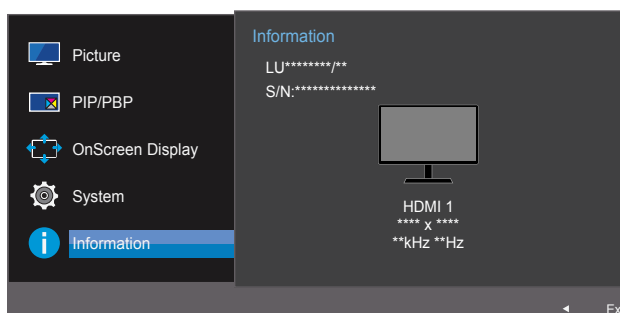 Picture
PIP/PBP
OnScreen Display
System
Information
Information
LU********/**
S/N:**************
HDMI 1
**** x ****
**kHz **Hz